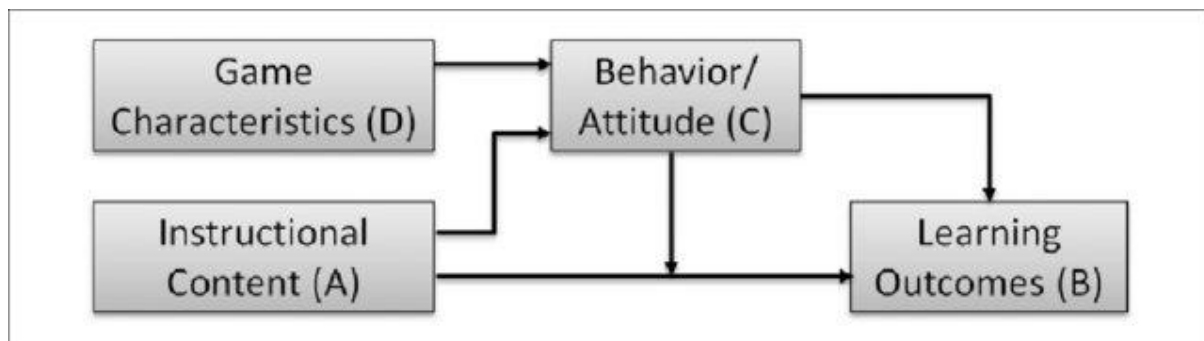 Game
Characteristics (D)
Behavior/
Attitude (C)
Instructional
Content (A)
Learning
Outcomes (B)